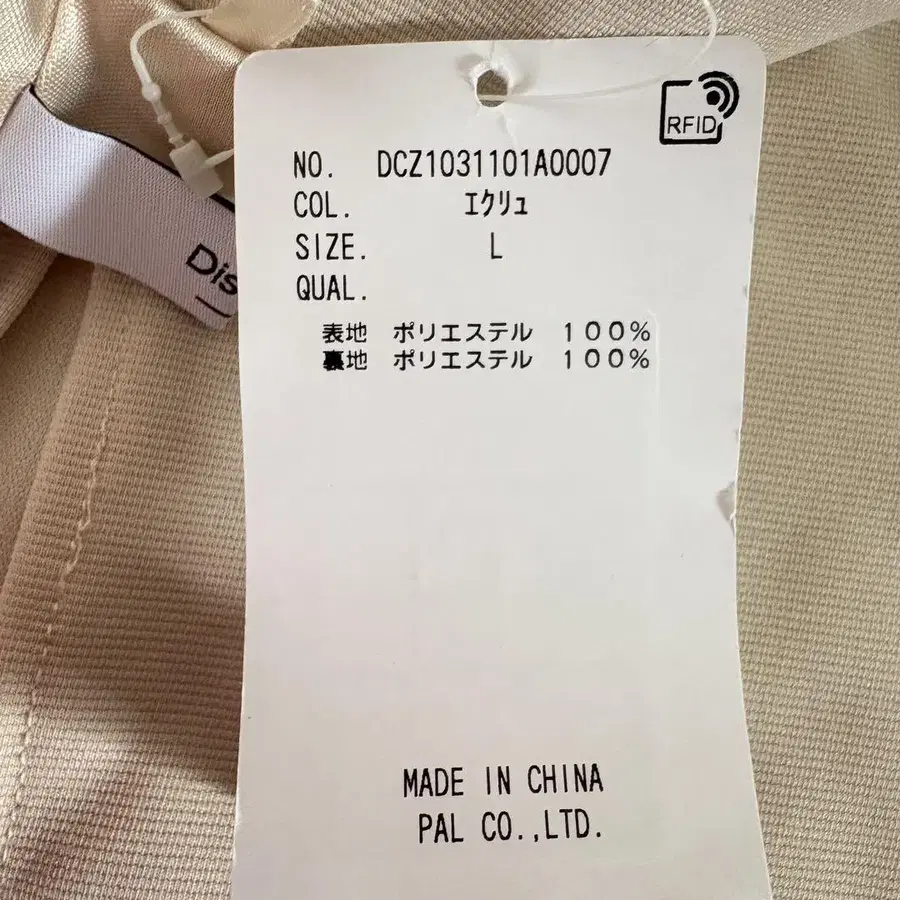 RFID
NO. DCZ1031101A0007
COL. ｴｸﾘｭ
SIZE. L
QUAL.
表地 ポリエステル 100%
裏地 ポリエステル 100%
Dis
MADE IN CHINA
PAL CO.,LTD.